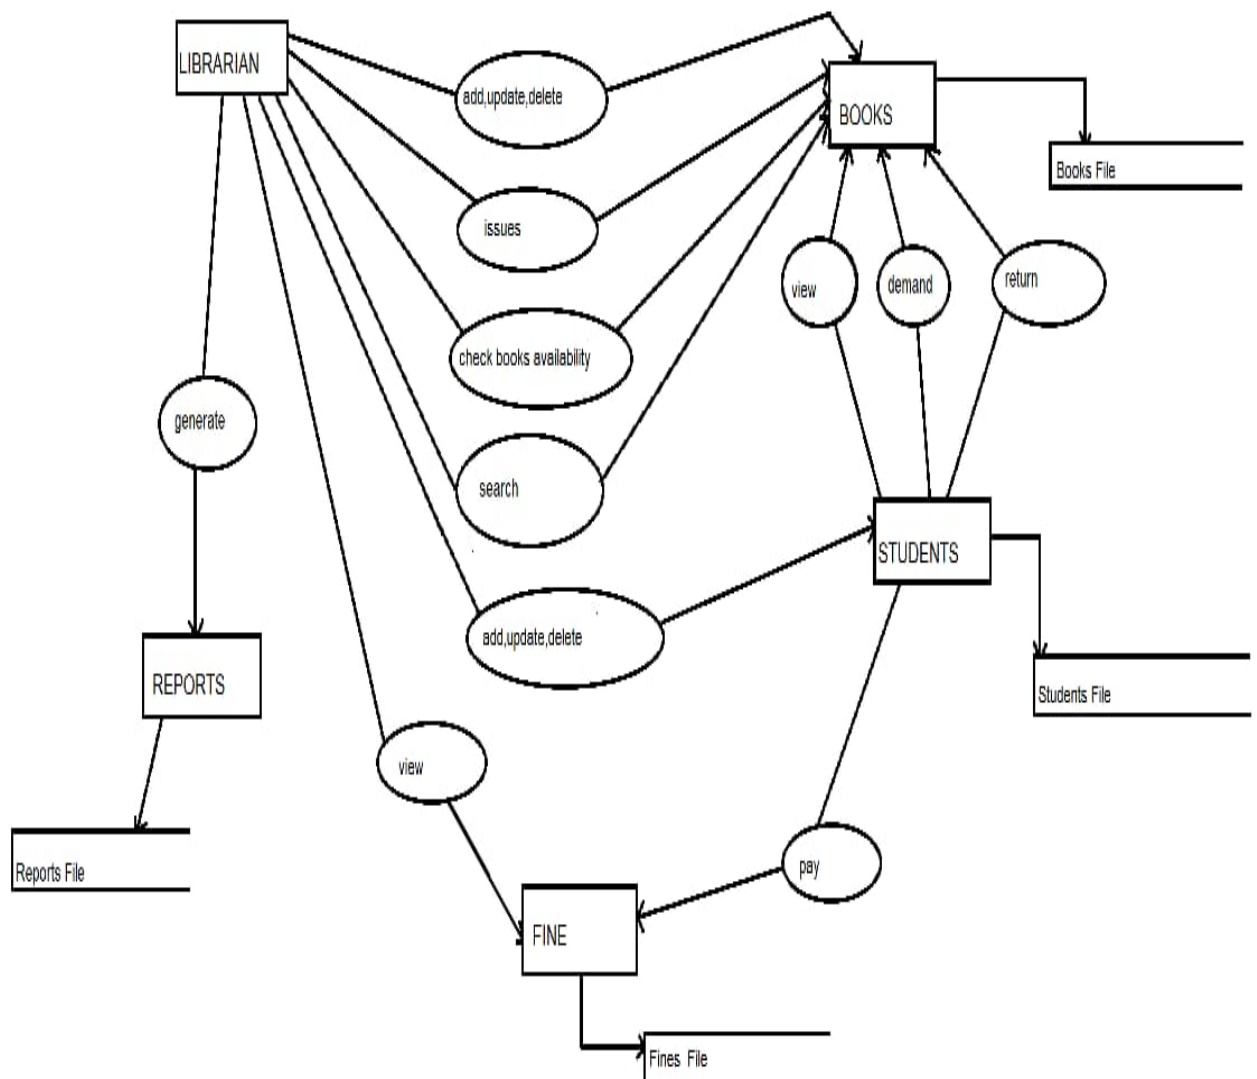 LIBRARIAN
add,update,delete
BOOKS
Books File
issues
view
demand
return
check books availability
generate
search
STUDENTS
add,update,delete
REPORTS
Students File
view
Reports File
pay
FINE
Fines File